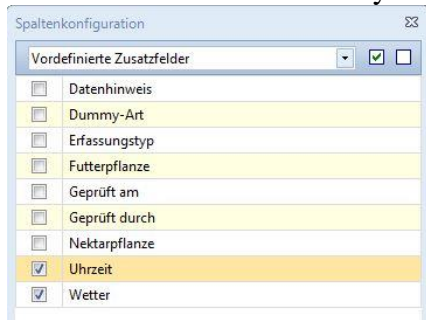 Spaltenkonfiguration
Vordefinierte Zusatzfelder
Datenhinweis
Dummy-Art
Erfassungstyp
Futterpflanze
Geprüft am
Geprüft durch
Nektarpflanze
Uhrzeit
Wetter